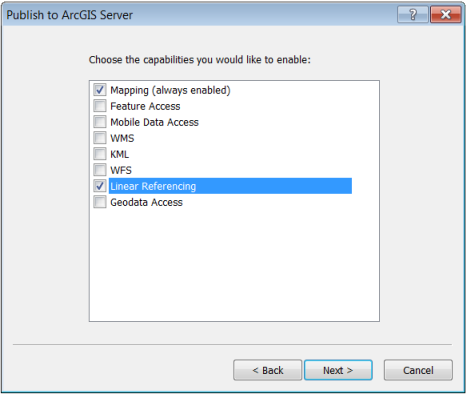 Publish to ArcGIS Server
?
Choose the capabilities you would like to enable:
Mapping (always enabled)
Feature Access
Mobile Data Access
WMS
KML
WFS
Linear Referencing
Geodata Access
< Back Next > Cancel